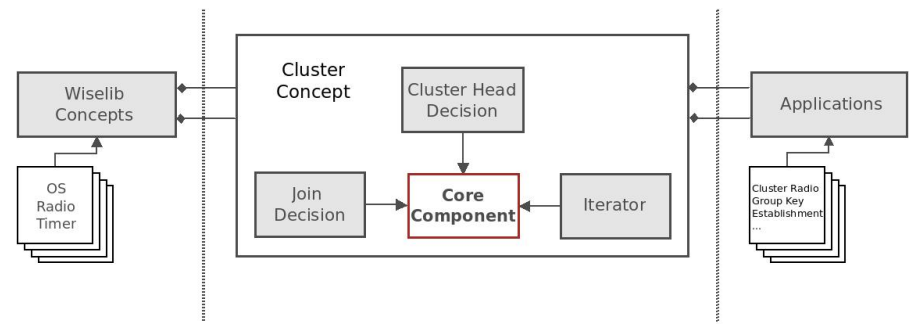 Cluster
Concept
Wiselib
Concepts
Cluster Head
Decision
Applications
OS
Radio
Timer
Join
Decision
Core
Component
Iterator
Cluster Radio
Group Key
Establishment
...